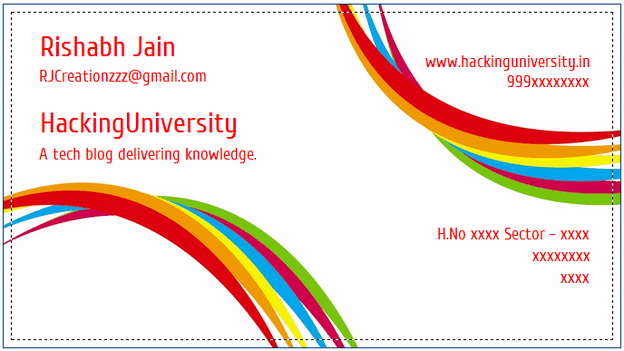 Rishabh Jain
RJCreationzzz@gmail.com
HackingUniversity
A tech blog delivering knowledge.
www.hackinguniversity.in
999xxxxxxxx
H.No xxxx Sector - xxxx
xxxxxxxx
xxxx